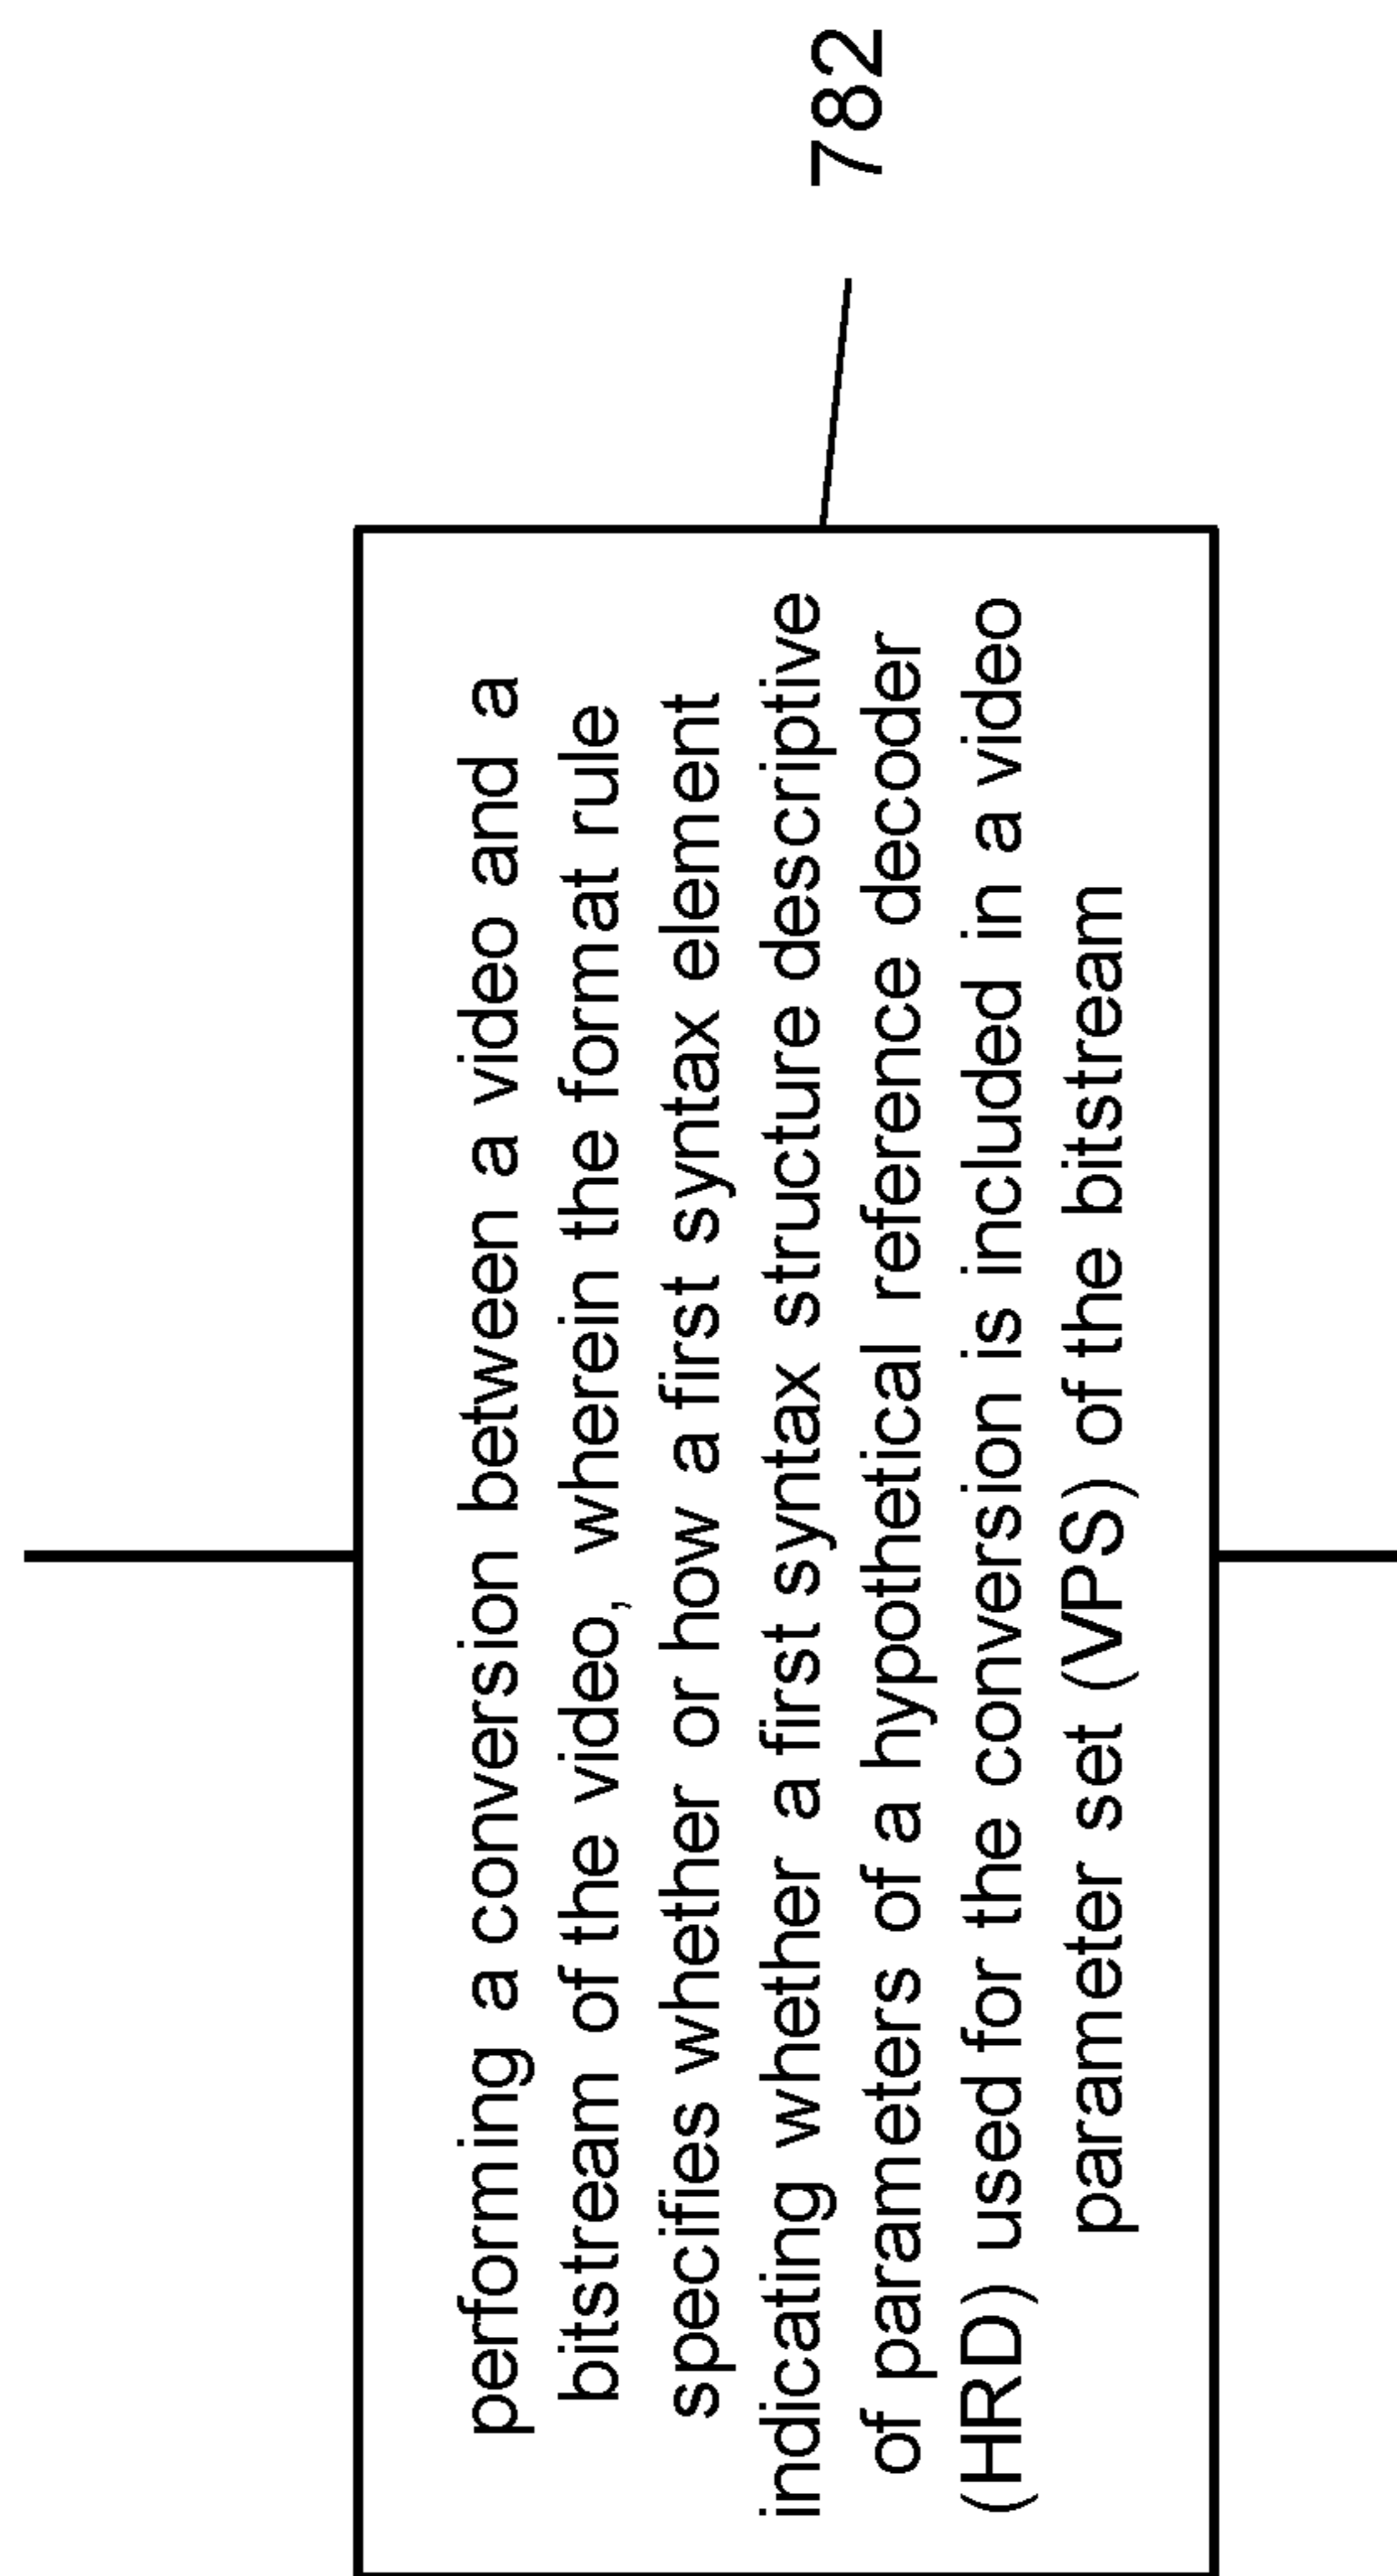 performing a conversion between a video and a
bitstream of the video, wherein the format rule
specifies whether or how a first syntax element
indicating whether a first syntax structure descriptive
of parameters of a hypothetical reference decoder
(HRD) used for the conversion is included in a video
parameter set (VPS) of the bitstream
782